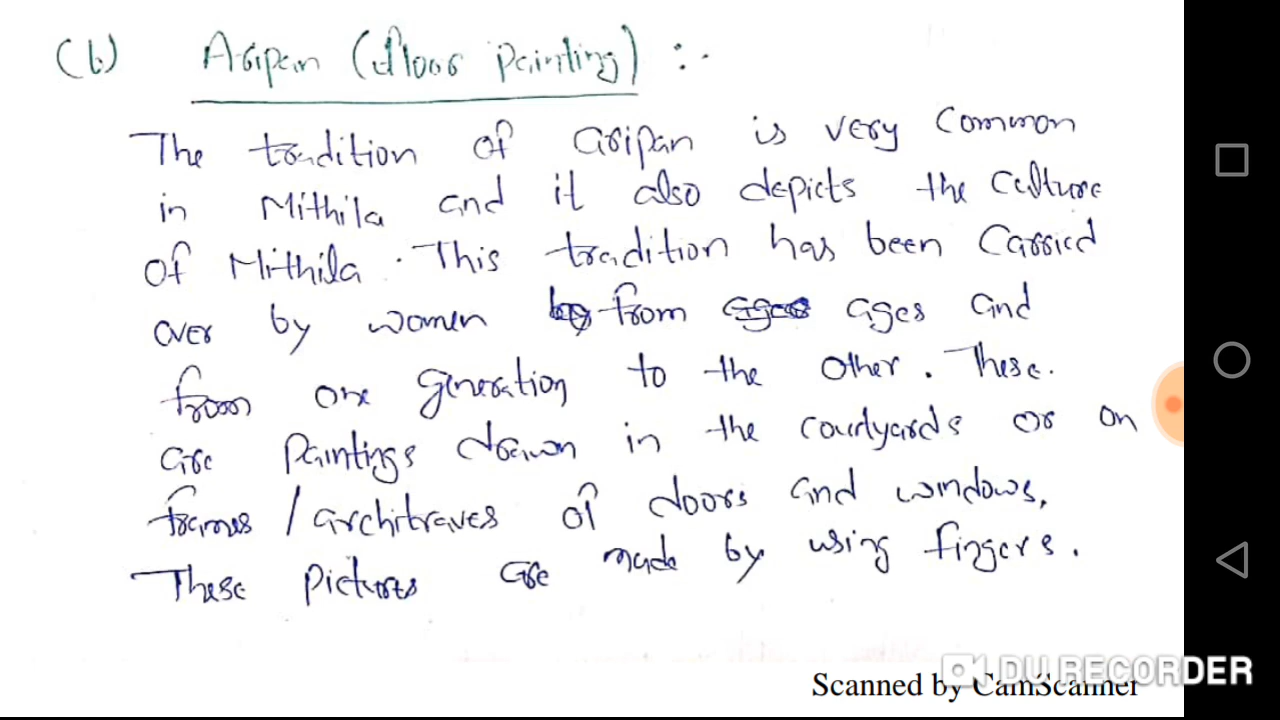 (b) Aripan (floor painting) :-
The tradition of aripan is very common
in Mithila and it also depicts the culture
of Mithila. This tradition has been carried
over by women from ages and
from one generation to the other. These.
are paintings drawn in the courtyards or on
frames / architraves of doors and windows.
These pictures are made by using fingers.
DU RECORDER
Scanned by CamScanner